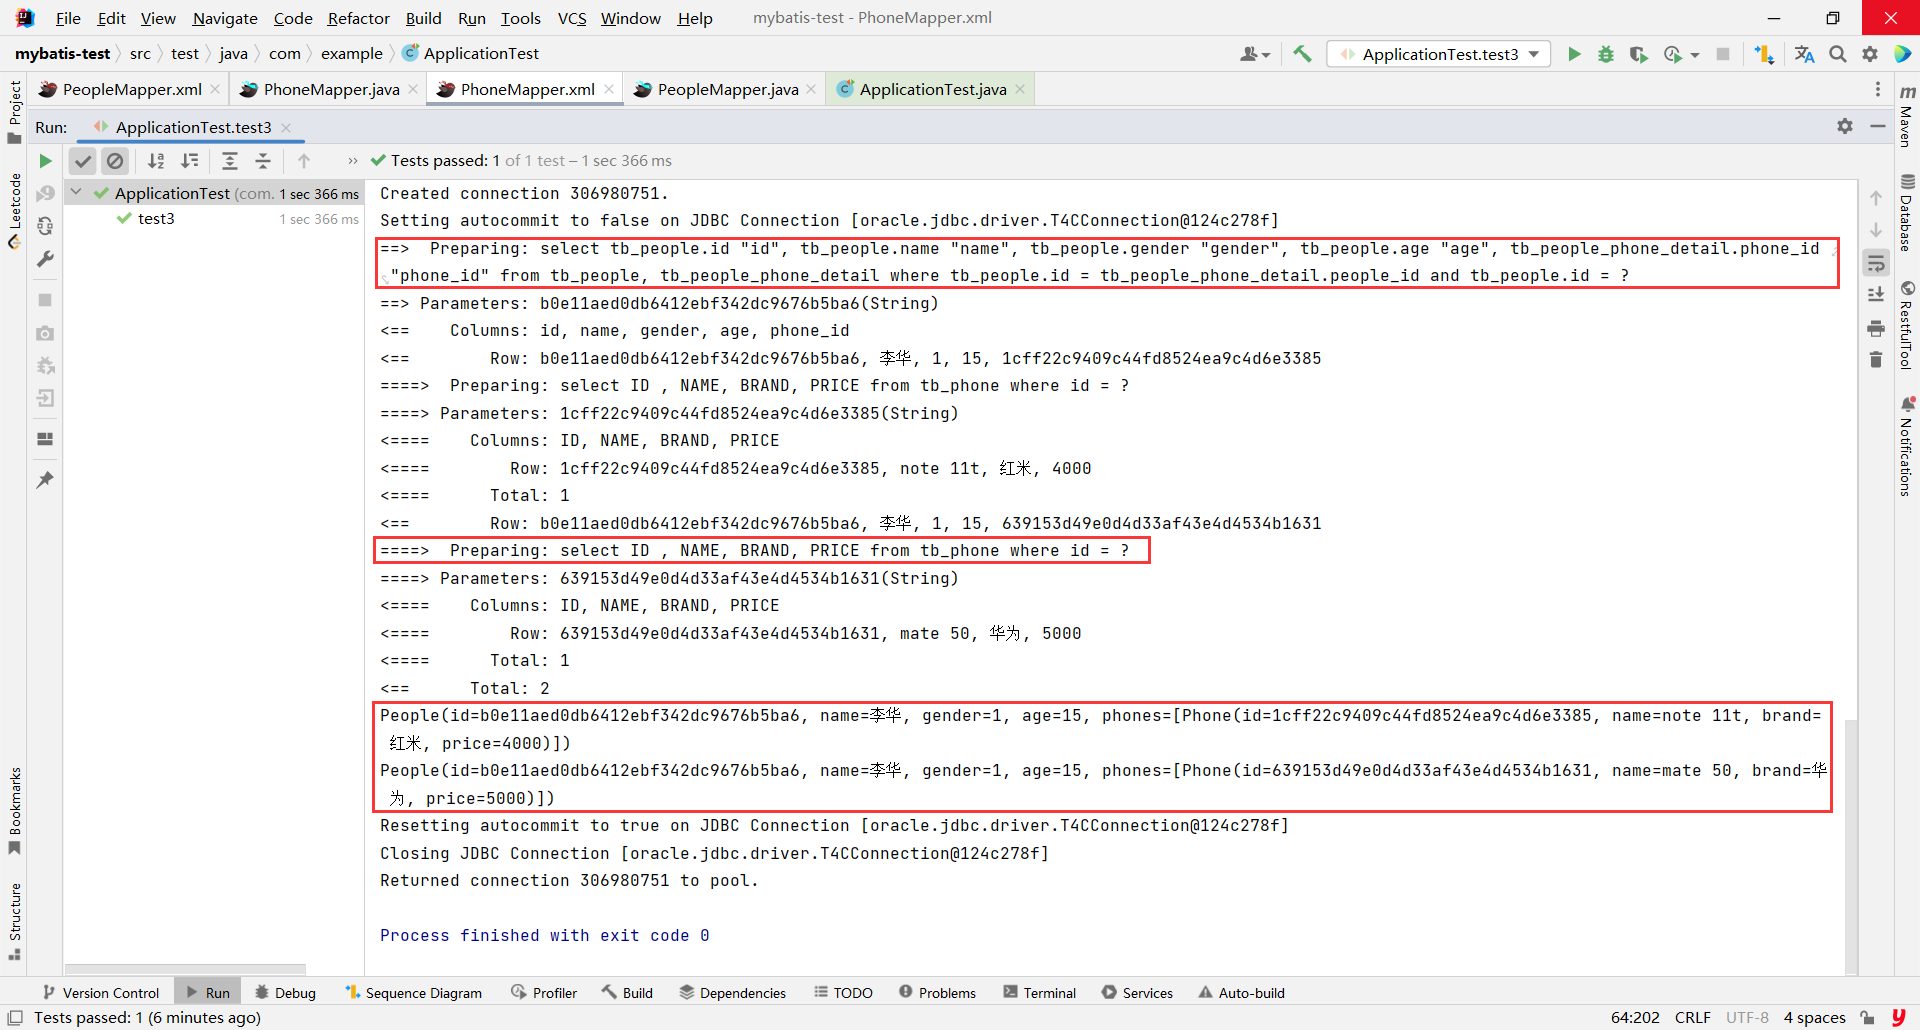 File Edit View Navigate Code Refactor Build Run Tools VCS Window Help mybatis-test - PhoneMapper.xml
mybatis-test src test java com example ApplicationTest ApplicationTest.test3
PeopleMapper.xml PhoneMapper.java PhoneMapper.xml PeopleMapper.java ApplicationTest.java
Run: ApplicationTest.test3
Tests passed: 1 of 1 test – 1 sec 366 ms
ApplicationTest (com. 1 sec 366 ms
test3 1 sec 366 ms
Created connection 306980751.
Setting autocommit to false on JDBC Connection [oracle.jdbc.driver.T4CConnection@124c278f]
==>  Preparing: select tb_people.id "id", tb_people.name "name", tb_people.gender "gender", tb_people.age "age", tb_people_phone_detail.phone_id
"phone_id" from tb_people, tb_people_phone_detail where tb_people.id = tb_people_phone_detail.people_id and tb_people.id = ?
==> Parameters: b0e11aed0db6412ebf342dc9676b5ba6(String)
<==    Columns: id, name, gender, age, phone_id
<==        Row: b0e11aed0db6412ebf342dc9676b5ba6, 李华, 1, 15, 1cff22c9409c44fd8524ea9c4d6e3385
====>  Preparing: select ID , NAME, BRAND, PRICE from tb_phone where id = ?
====> Parameters: 1cff22c9409c44fd8524ea9c4d6e3385(String)
<====    Columns: ID, NAME, BRAND, PRICE
<====        Row: 1cff22c9409c44fd8524ea9c4d6e3385, note 11t, 红米, 4000
<====      Total: 1
<==        Row: b0e11aed0db6412ebf342dc9676b5ba6, 李华, 1, 15, 639153d49e0d4d33af43e4d4534b1631
====>  Preparing: select ID , NAME, BRAND, PRICE from tb_phone where id = ?
====> Parameters: 639153d49e0d4d33af43e4d4534b1631(String)
<====    Columns: ID, NAME, BRAND, PRICE
<====        Row: 639153d49e0d4d33af43e4d4534b1631, mate 50, 华为, 5000
<====      Total: 1
<==      Total: 2
People(id=b0e11aed0db6412ebf342dc9676b5ba6, name=李华, gender=1, age=15, phones=[Phone(id=1cff22c9409c44fd8524ea9c4d6e3385, name=note 11t, brand=
红米, price=4000)])
People(id=b0e11aed0db6412ebf342dc9676b5ba6, name=李华, gender=1, age=15, phones=[Phone(id=639153d49e0d4d33af43e4d4534b1631, name=mate 50, brand=华
为, price=5000)])
Resetting autocommit to true on JDBC Connection [oracle.jdbc.driver.T4CConnection@124c278f]
Closing JDBC Connection [oracle.jdbc.driver.T4CConnection@124c278f]
Returned connection 306980751 to pool.
Process finished with exit code 0
Project
Leetcode
Bookmarks
Structure
Maven
Database
RestfulTool
Notifications
Version Control Run Debug Sequence Diagram Profiler Build Dependencies TODO Problems Terminal Services Auto-build
Tests passed: 1 (6 minutes ago) 64:202 CRLF UTF-8 4 spaces